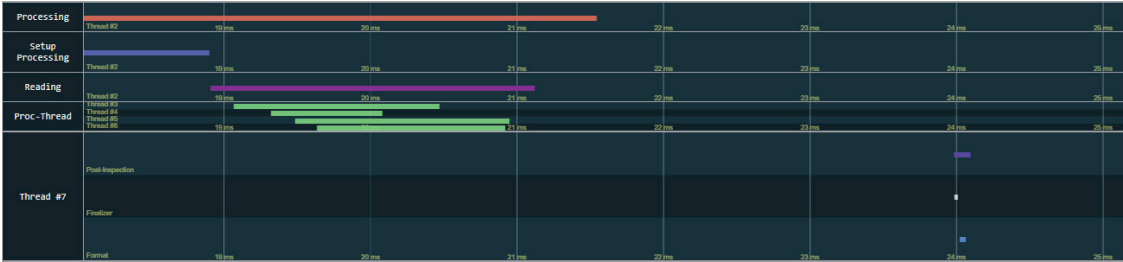 Processing
Thread #2
19 ms 20 ms 21 ms 22 ms 23 ms 24 ms 25 ms
Setup
Processing
Thread #2
19 ms 20 ms 21 ms 22 ms 23 ms 24 ms 25 ms
Reading
Thread #2
19 ms 20 ms 21 ms 22 ms 23 ms 24 ms 25 ms
Proc-Thread
Thread #3
Thread #4
Thread #5
Thread #6
19 ms 21 ms 22 ms 23 ms 24 ms 25 ms
Thread #7
Post-Inspection
Finalizer
Format
19 ms 20 ms 21 ms 22 ms 23 ms 24 ms 25 ms